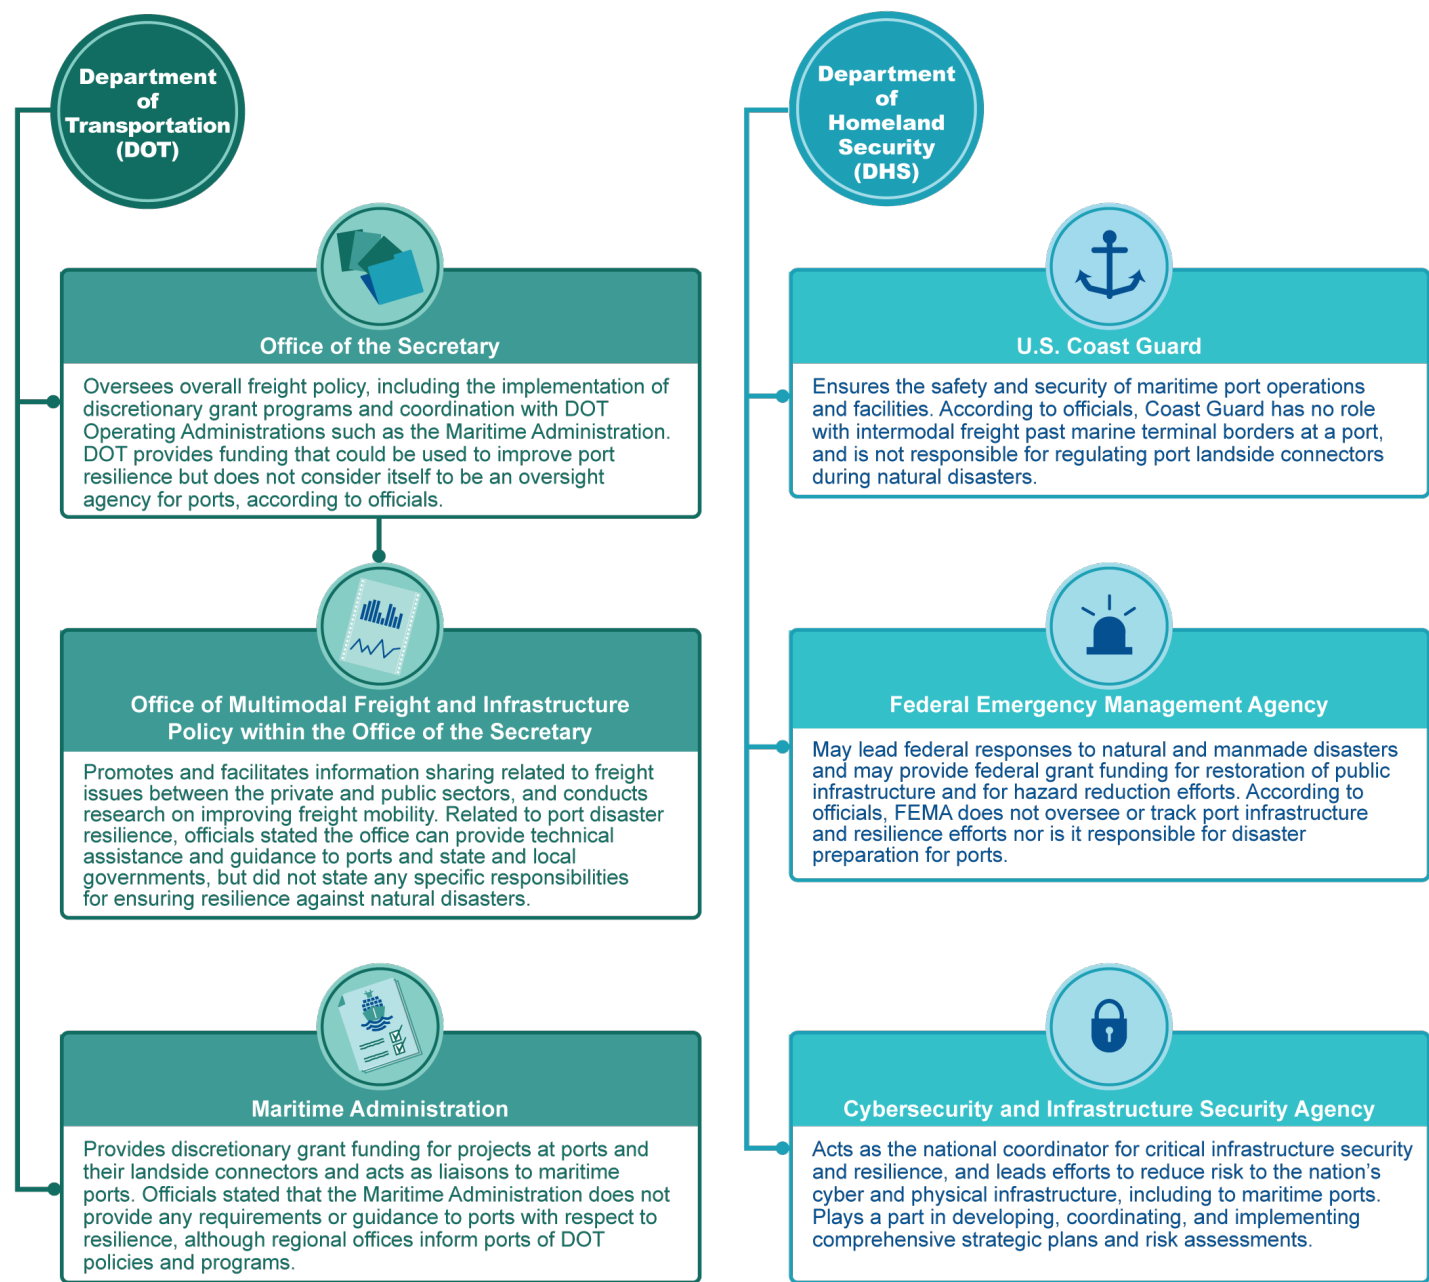 Department
of
Transportation
(DOT)
Office of the Secretary
Oversees overall freight policy, including the implementation of
discretionary grant programs and coordination with DOT
Operating Administrations such as the Maritime Administration.
DOT provides funding that could be used to improve port
resilience but does not consider itself to be an oversight
agency for ports, according to officials.
Office of Multimodal Freight and Infrastructure
Policy within the Office of the Secretary
Promotes and facilitates information sharing related to freight
issues between the private and public sectors, and conducts
research on improving freight mobility. Related to port disaster
resilience, officials stated the office can provide technical
assistance and guidance to ports and state and local
governments, but did not state any specific responsibilities
for ensuring resilience against natural disasters.
Maritime Administration
Provides discretionary grant funding for projects at ports and
their landside connectors and acts as liaisons to maritime
ports. Officials stated that the Maritime Administration does not
provide any requirements or guidance to ports with respect to
resilience, although regional offices inform ports of DOT
policies and programs.
Department
of
Homeland
Security
(DHS)
U.S. Coast Guard
Ensures the safety and security of maritime port operations
and facilities. According to officials, Coast Guard has no role
with intermodal freight past marine terminal borders at a port,
and is not responsible for regulating port landside connectors
during natural disasters.
Federal Emergency Management Agency
May lead federal responses to natural and manmade disasters
and may provide federal grant funding for restoration of public
infrastructure and for hazard reduction efforts. According to
officials, FEMA does not oversee or track port infrastructure
and resilience efforts nor is it responsible for disaster
preparation for ports.
Cybersecurity and Infrastructure Security Agency
Acts as the national coordinator for critical infrastructure security
and resilience, and leads efforts to reduce risk to the nation’s
cyber and physical infrastructure, including to maritime ports.
Plays a part in developing, coordinating, and implementing
comprehensive strategic plans and risk assessments.